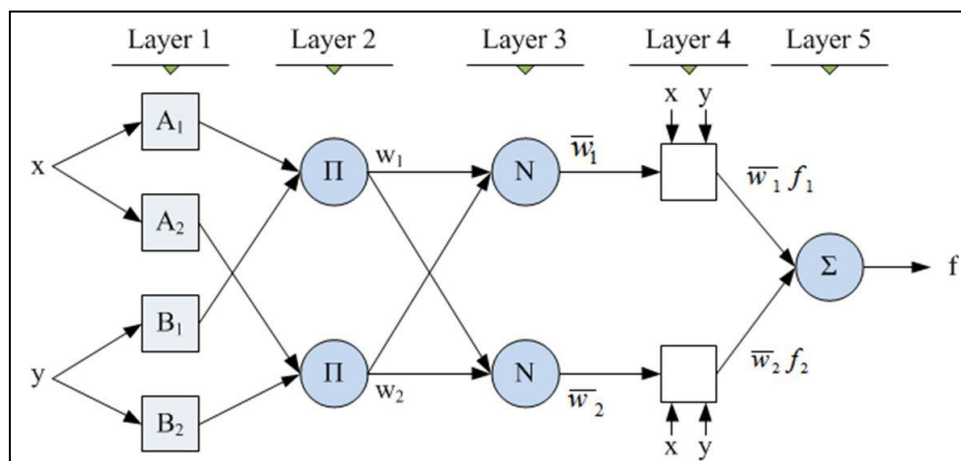 Layer 1 Layer 2 Layer 3 Layer 4 Layer 5
x y
A₁
w₁ w̅₁
x Π N w̅₁ f₁
A₂
Σ f
B₁
w̅₂ f₂
y Π N
w₂ w̅₂
B₂
x y